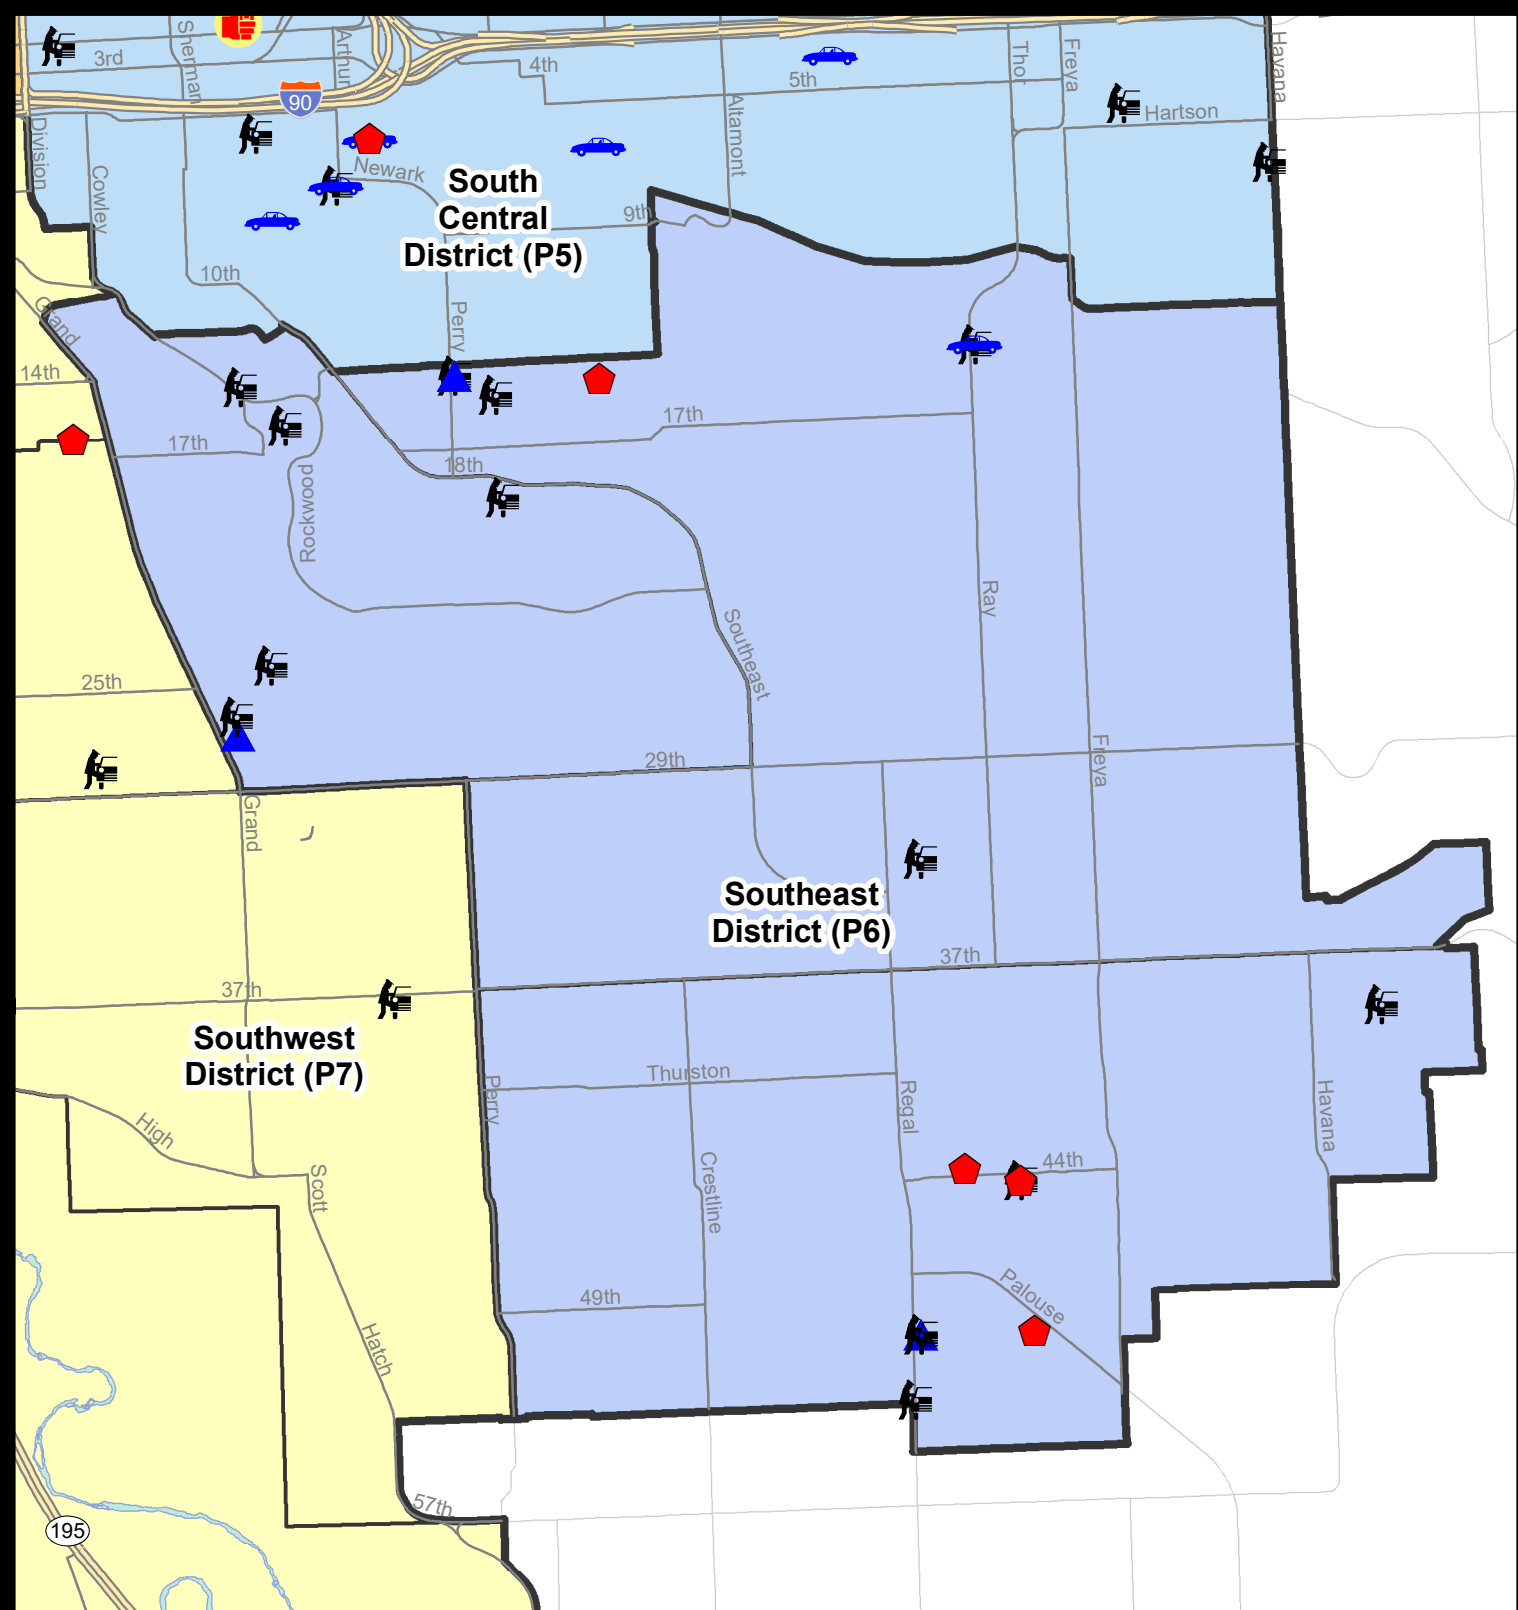 3rd
Sherman
Arthur
4th
5th
Thor
Freya
Havana
90
Division
Cowley
Newark
Altamont
Hartson
South
Central
District (P5)
9th
10th
Grand
Perry
14th
17th
17th
18th
Rockwood
Ray
Southeast
25th
29th
Freya
Grand
Southeast
District (P6)
37th
37th
Southwest
District (P7)
Thurston
Perry
Regal
Havana
High
Scott
Crestline
44th
49th
Palouse
Hatch
57th
195